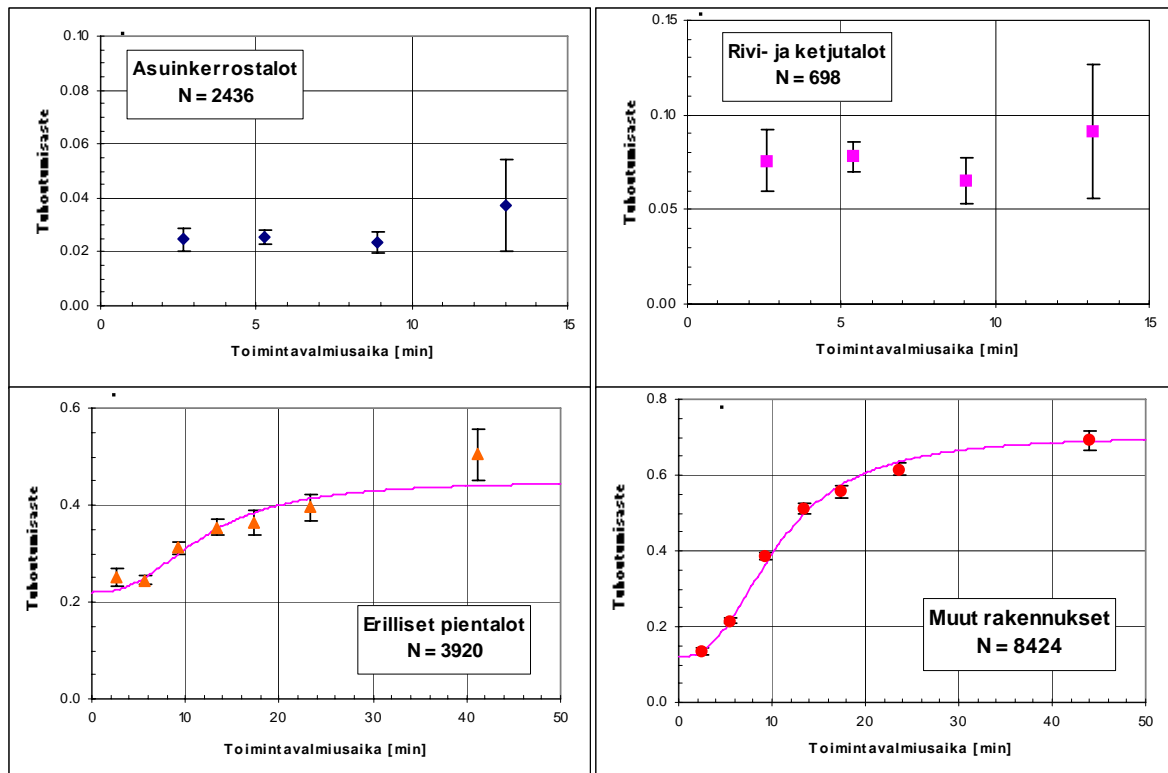 Asuinkerrostalot
N = 2436
Tuhoutumisaste
0.10
0.08
0.06
0.04
0.02
0.00
0
5
10
15
Toimintavalmiusaika [min]
Rivi- ja ketjutalot
N = 698
Tuhoutumisaste
0.15
0.10
0.05
0.00
0
5
10
15
Toimintavalmiusaika [min]
Erilliset pientalot
N = 3920
Tuhoutumisaste
0.6
0.4
0.2
0.0
0
10
20
30
40
50
Toimintavalmiusaika [min]
Muut rakennukset
N = 8424
Tuhoutumisaste
0.8
0.6
0.4
0.2
0.0
0
10
20
30
40
50
Toimintavalmiusaika [min]